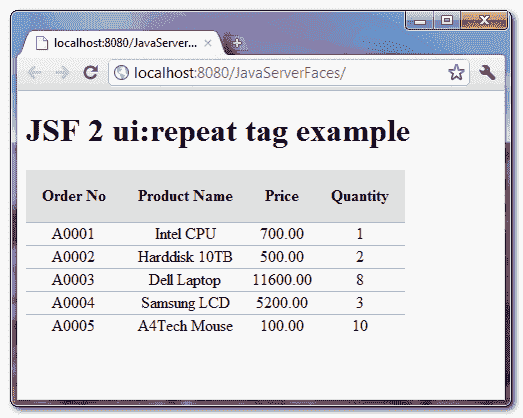 localhost:8080/JavaServer...
localhost:8080/JavaServerFaces/
JSF 2 ui:repeat tag example
Order No Product Name Price Quantity
A0001 Intel CPU 700.00 1
A0002 Harddisk 10TB 500.00 2
A0003 Dell Laptop 11600.00 8
A0004 Samsung LCD 5200.00 3
A0005 A4Tech Mouse 100.00 10